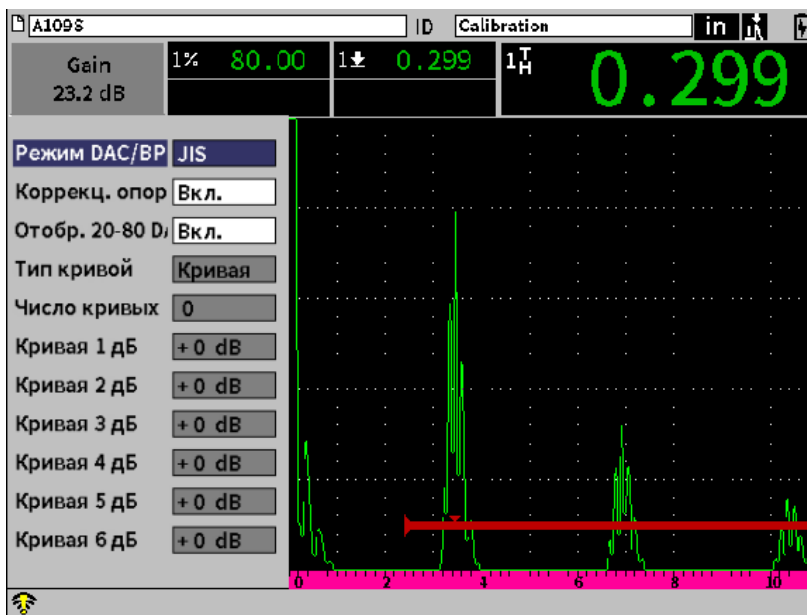 A109S ID Calibration in
Gain 1% 80.00 1 0.299 1 T H 0.299
23.2 dB
Режим DAC/ВР JIS
Коррекц. опор Вкл.
Отобр. 20-80 D Вкл.
Тип кривой Кривая
Число кривых 0
Кривая 1 дБ +0 dB
Кривая 2 дБ +0 dB
Кривая 3 дБ +0 dB
Кривая 4 дБ +0 dB
Кривая 5 дБ +0 dB
Кривая 6 дБ +0 dB
0 2 4 6 8 10